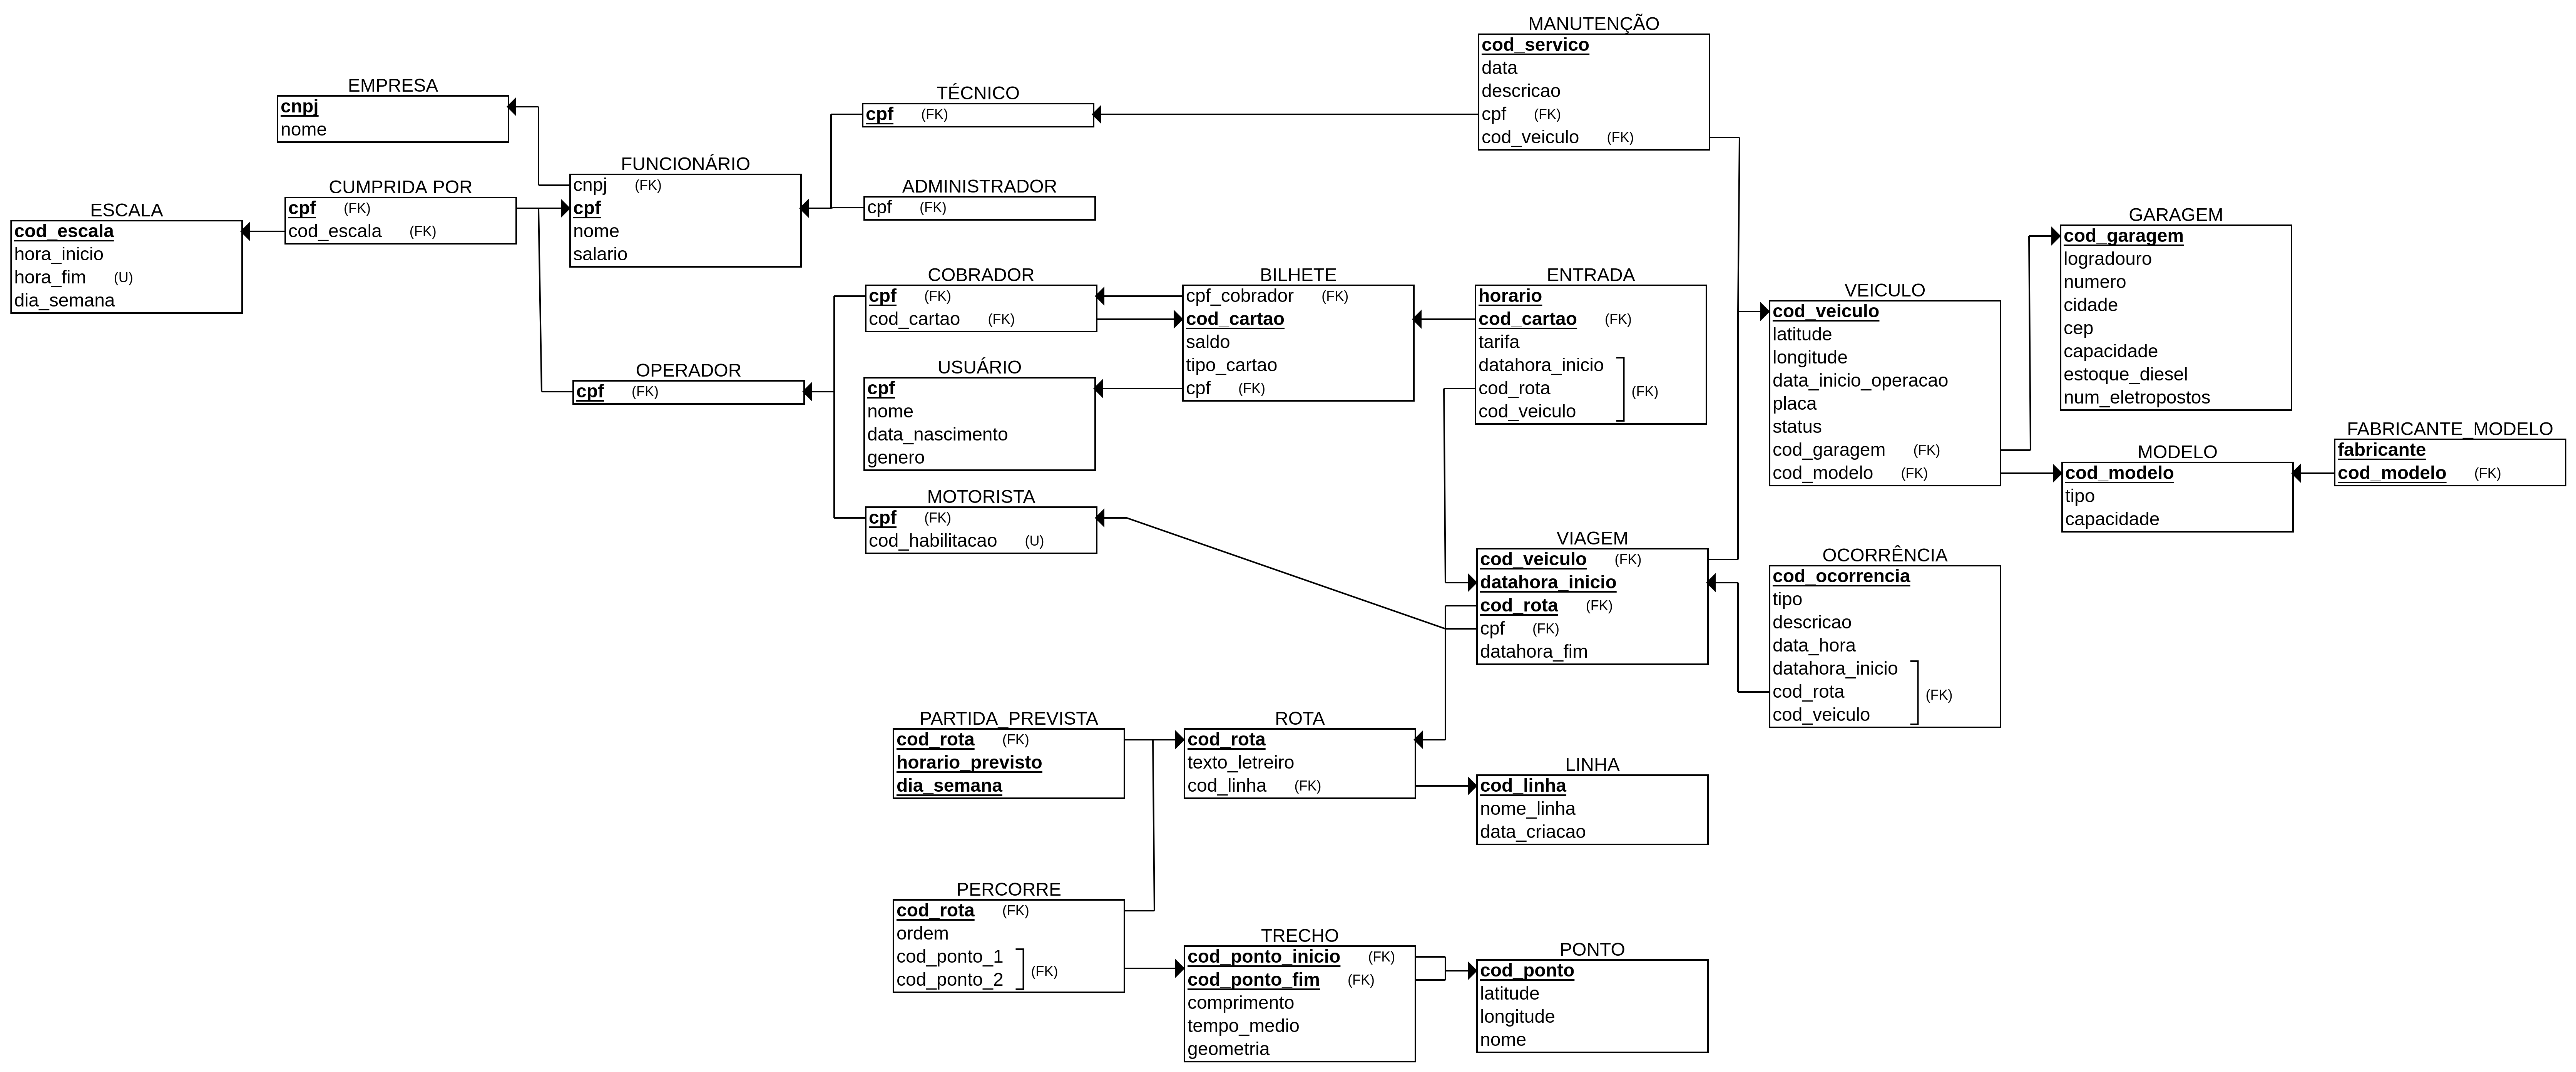 MANUTENÇÃO
cod_servico
data
descricao
cpf (FK)
cod_veiculo (FK)
EMPRESA
cnpj
nome
TÉCNICO
cpf (FK)
FUNCIONÁRIO
cnpj (FK)
cpf
nome
salario
CUMPRIDA POR
cpf (FK)
cod_escala (FK)
ESCALA
cod_escala
hora_inicio
hora_fim (U)
dia_semana
ADMINISTRADOR
cpf (FK)
COBRADOR
cpf (FK)
cod_cartao (FK)
BILHETE
cpf_cobrador (FK)
cod_cartao
saldo
tipo_cartao
cpf (FK)
ENTRADA
horario
cod_cartao (FK)
tarifa
datahora_inicio
cod_rota
cod_veiculo
(FK)
VEICULO
cod_veiculo
latitude
longitude
data_inicio_operacao
placa
status
cod_garagem (FK)
cod_modelo (FK)
GARAGEM
cod_garagem
logradouro
numero
cidade
cep
capacidade
estoque_diesel
num_eletropostos
OPERADOR
cpf (FK)
USUÁRIO
cpf
nome
data_nascimento
genero
MODELO
cod_modelo
tipo
capacidade
FABRICANTE_MODELO
fabricante
cod_modelo (FK)
MOTORISTA
cpf (FK)
cod_habilitacao (U)
VIAGEM
cod_veiculo (FK)
datahora_inicio
cod_rota (FK)
cpf (FK)
datahora_fim
OCORRÊNCIA
cod_ocorrencia
tipo
descricao
data_hora
datahora_inicio
cod_rota
cod_veiculo
(FK)
PARTIDA_PREVISTA
cod_rota (FK)
horario_previsto
dia_semana
ROTA
cod_rota
texto_letreiro
cod_linha (FK)
LINHA
cod_linha
nome_linha
data_criacao
PERCORRE
cod_rota (FK)
ordem
cod_ponto_1
cod_ponto_2
(FK)
TRECHO
cod_ponto_inicio (FK)
cod_ponto_fim (FK)
comprimento
tempo_medio
geometria
PONTO
cod_ponto
latitude
longitude
nome